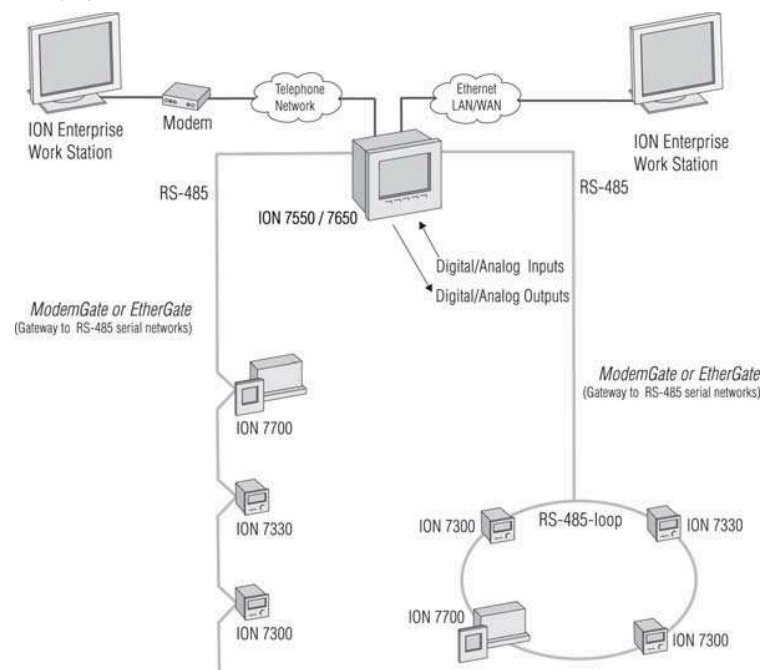 Telephone
Network
Ethernet
LAN/WAN
ION Enterprise
Work Station
Modem
ION Enterprise
Work Station
RS-485
RS-485
ION 7550 / 7650
Digital/Analog Inputs
Digital/Analog Outputs
ModemGate or EtherGate
(Gateway to RS-485 serial networks)
ModemGate or EtherGate
(Gateway to RS-485 serial networks)
ION 7700
ION 7330
ION 7300
ION 7300
RS-485-loop
ION 7330
ION 7700
ION 7300